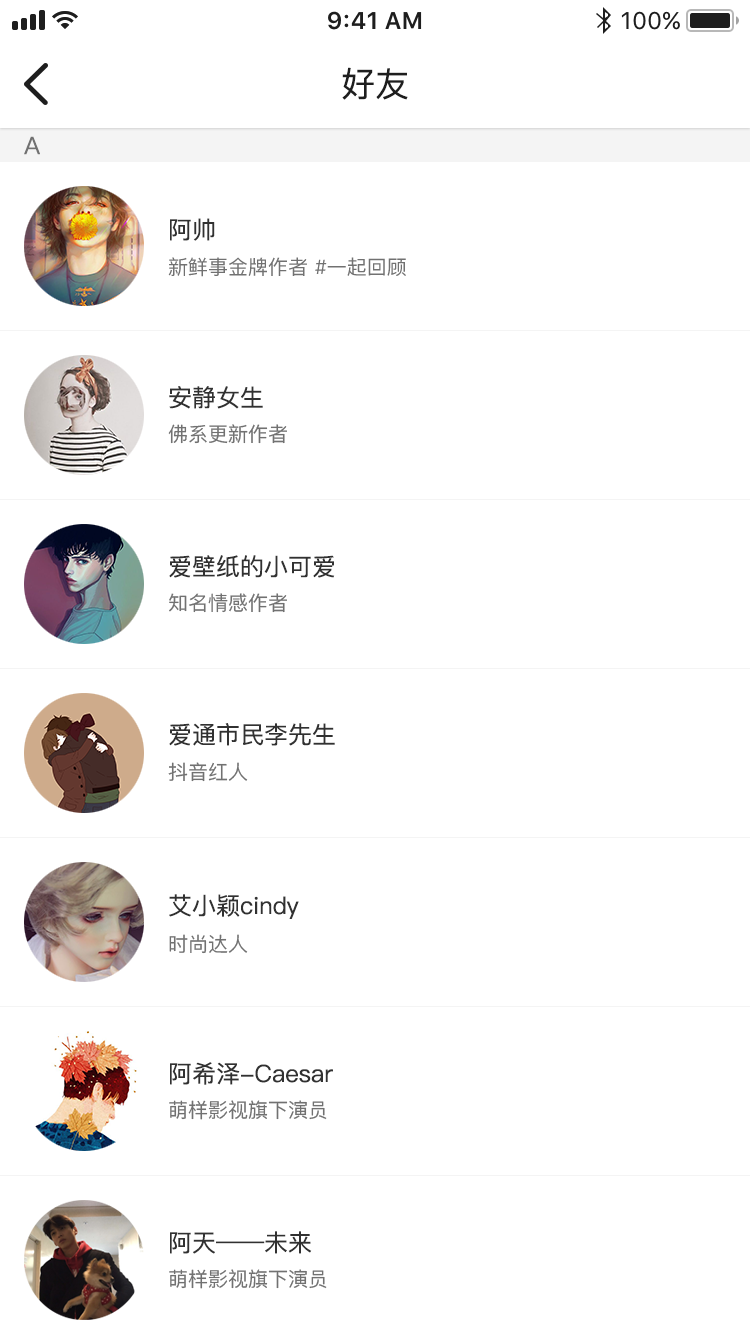 9:41 AM
100%
好友
A
阿帅
新鲜事金牌作者 #一起回顾
安静女生
佛系更新作者
爱壁纸的小可爱
知名情感作者
爱通市民李先生
抖音红人
艾小颖cindy
时尚达人
阿希泽–Caesar
萌样影视旗下演员
阿天——未来
萌样影视旗下演员